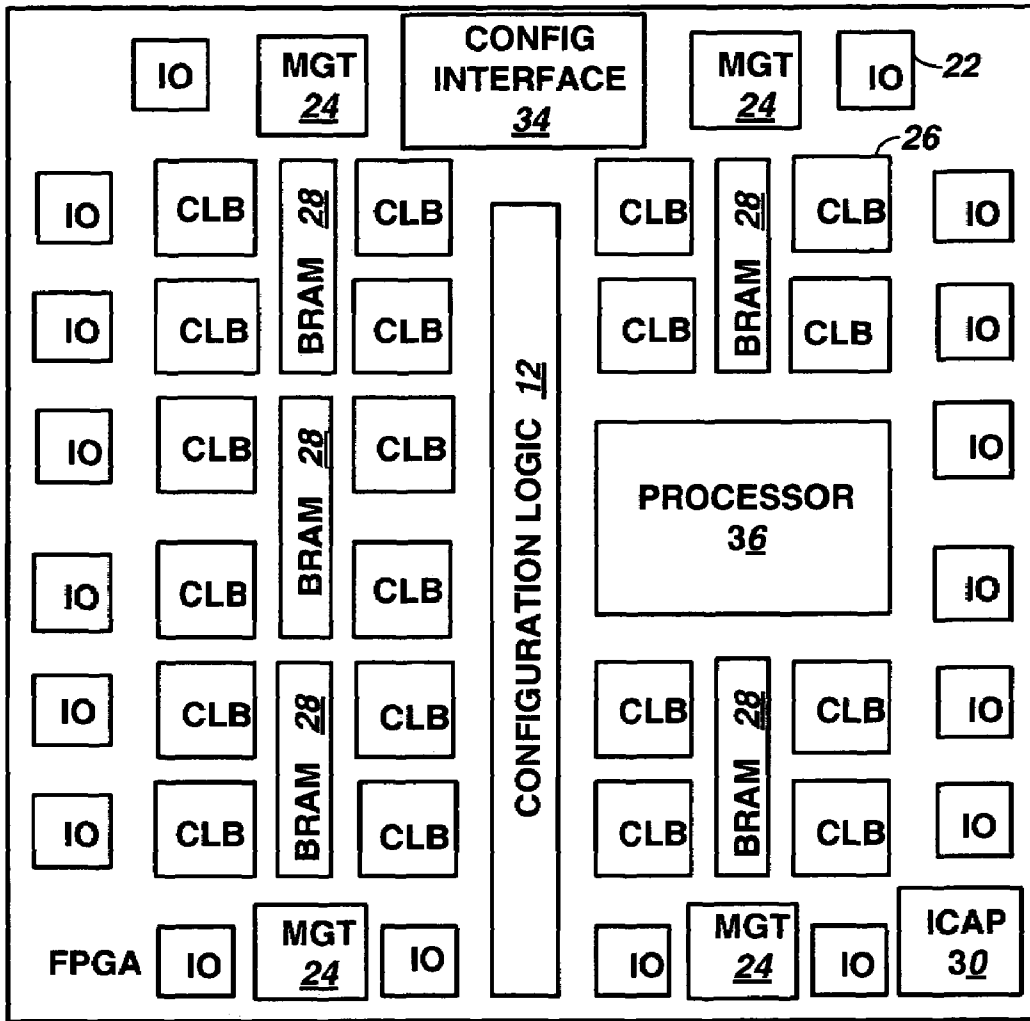 IO
MGT
24
CONFIG
INTERFACE
34
MGT
24
IO
22
26
IO
CLB
BRAM 28
CLB
CLB
BRAM 28
CLB
IO
IO
CLB
CLB
CLB
CLB
IO
CONFIGURATION LOGIC 12
IO
CLB
BRAM 28
CLB
PROCESSOR
36
IO
IO
CLB
CLB
IO
IO
CLB
BRAM 28
CLB
CLB
BRAM 28
CLB
IO
IO
CLB
CLB
CLB
CLB
IO
FPGA
IO
MGT
24
IO
IO
MGT
24
IO
ICAP
30